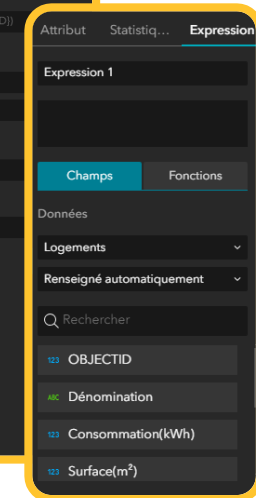 D})
Attribut Statistiq... Expression
Expression 1
Champs Fonctions
Données
Logements
Renseigné automatiquement
Rechercher
123 OBJECTID
ABC Dénomination
123 Consommation(kWh)
123 Surface(m²)